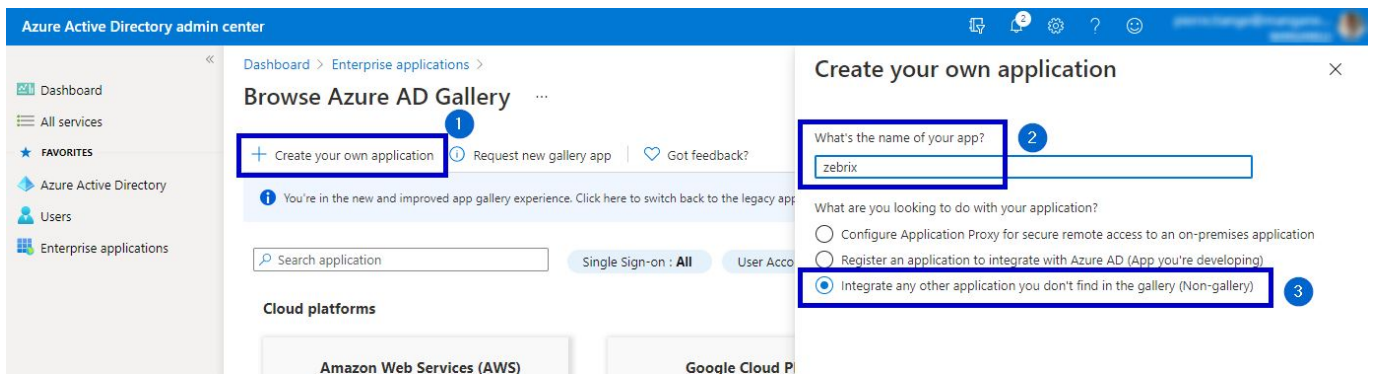 Azure Active Directory admin center
2
Dashboard
All services
FAVORITES
Azure Active Directory
Users
Enterprise applications
Dashboard > Enterprise applications >
Browse Azure AD Gallery ...
1
+ Create your own application
Request new gallery app
Got feedback?
You're in the new and improved app gallery experience. Click here to switch back to the legacy app
Search application
Single Sign-on : All
User Acco
Cloud platforms
Amazon Web Services (AWS)
Google Cloud Pl
Create your own application
What's the name of your app?
2
zebrix
What are you looking to do with your application?
Configure Application Proxy for secure remote access to an on-premises application
Register an application to integrate with Azure AD (App you're developing)
Integrate any other application you don't find in the gallery (Non-gallery)
3